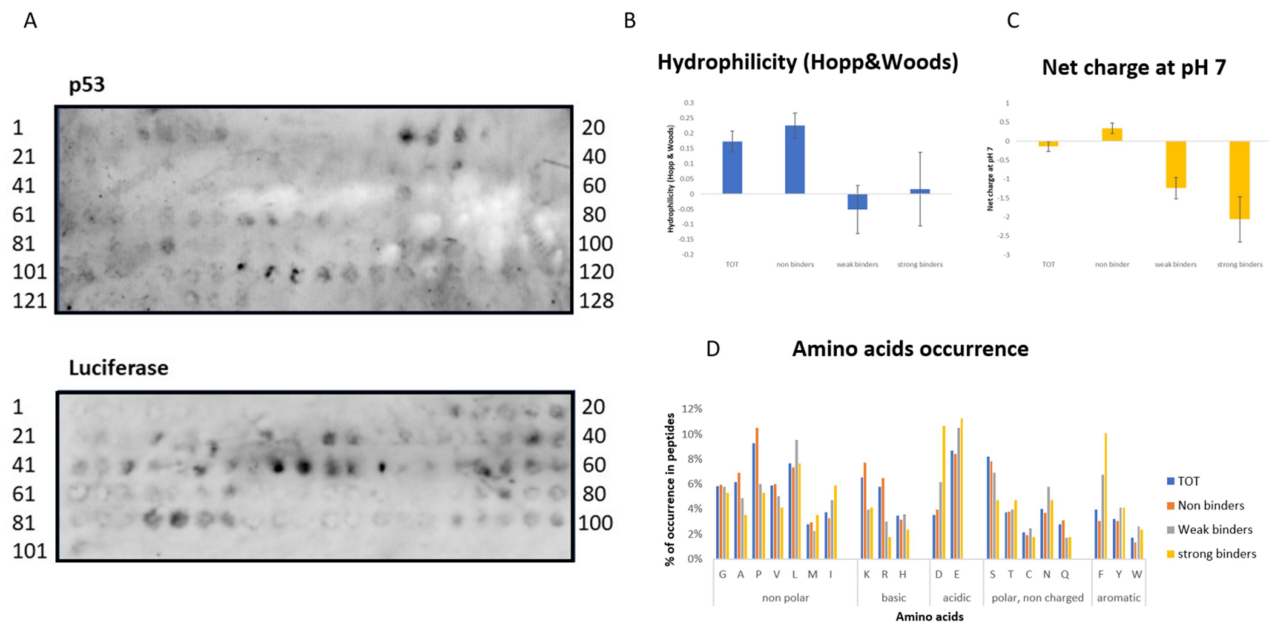 A
p53
1 20
21 40
41 60
61 80
81 100
101 120
121 128
Luciferase
1 20
21 40
41 60
61 80
81 100
101
B
Hydrophilicity (Hopp&Woods)
Hydrophilicity (Hopp & Woods)
0.3
0.25
0.2
0.15
0.1
0.05
0
-0.05
-0.1
-0.15
-0.2
TOT non binders weak binders strong binders
C
Net charge at pH 7
Net charge at pH 7
1
0.5
0
-0.5
-1
-1.5
-2
-2.5
-3
TOT non binder weak binders strong binders
D
Amino acids occurrence
% of occurrence in peptides
12%
10%
8%
6%
4%
2%
0%
G A P V L M I K R H D E S T C N Q F Y W
non polar basic acidic polar, non charged aromatic
Amino acids
TOT
Non binders
Weak binders
strong binders